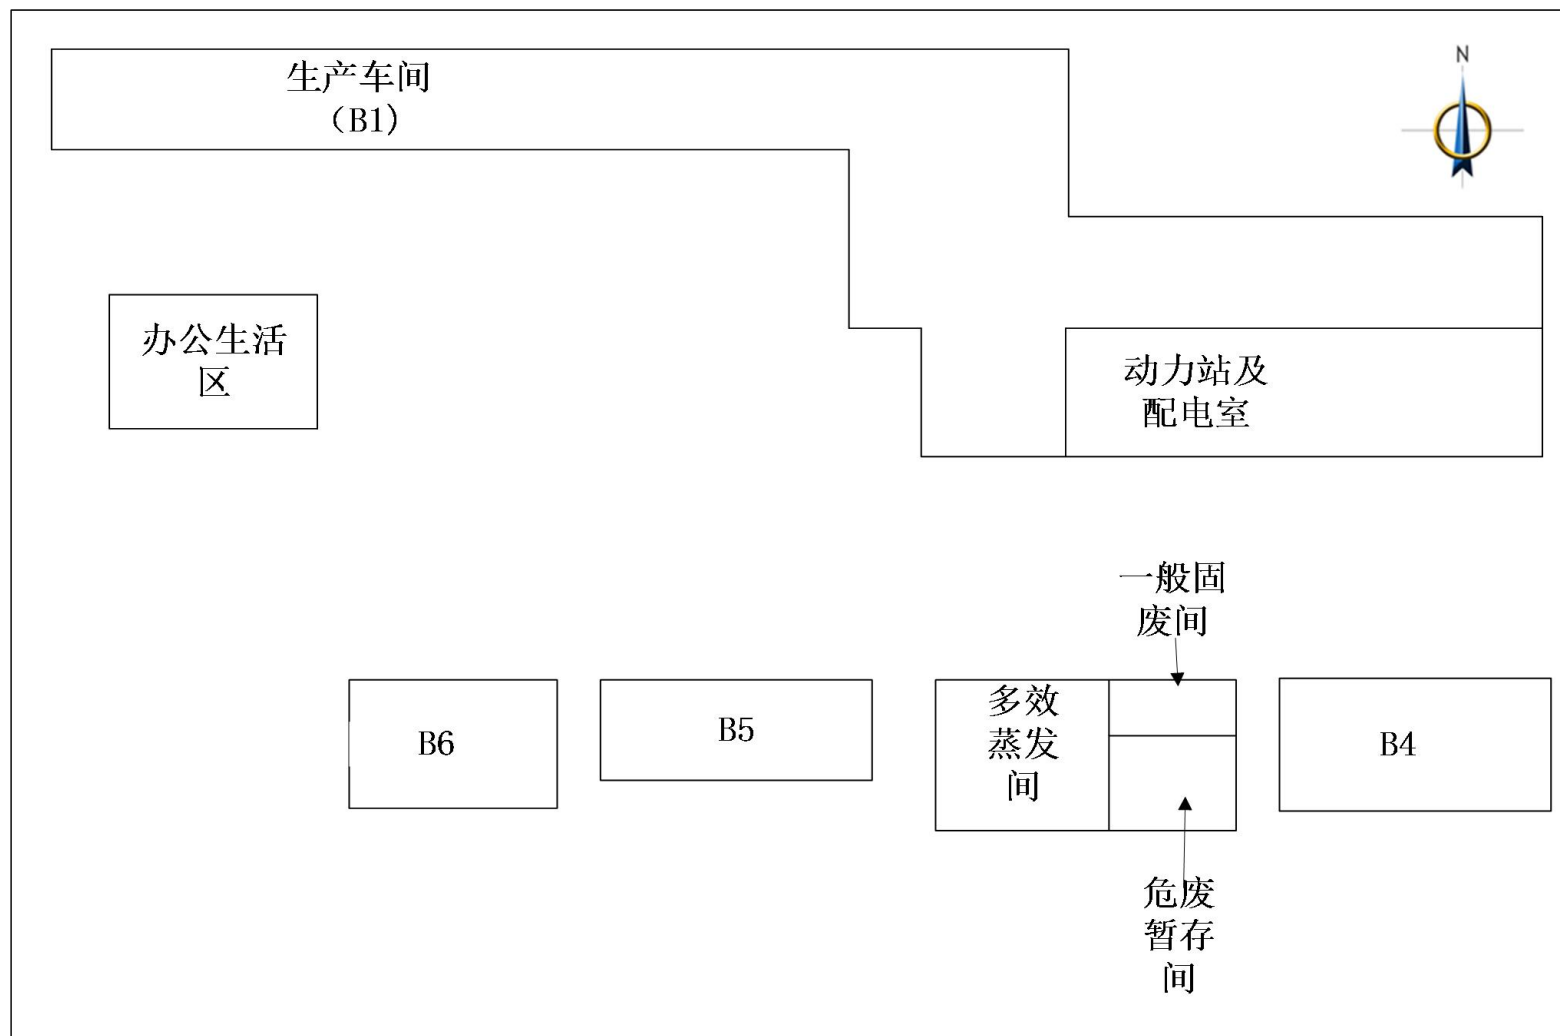 生产车间
（B1）
N
办公生活
区
动力站及
配电室
一般固
废间
B6
B5
多效
蒸发
间
B4
危废
暂存
间